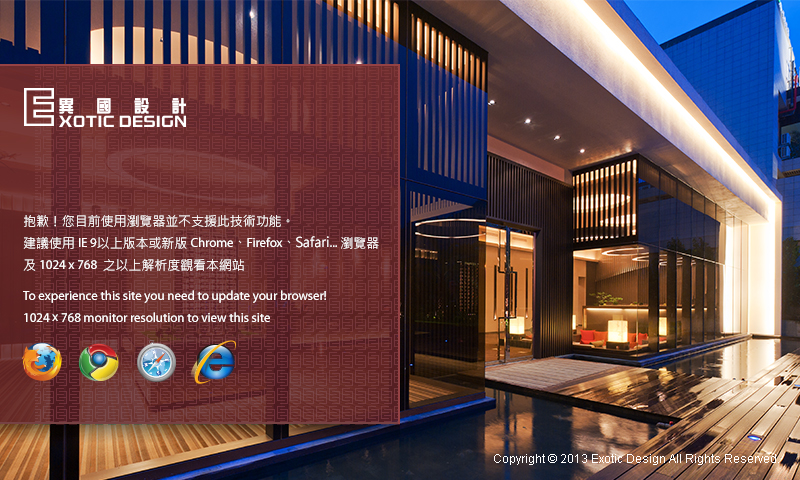 異國設計
EXOTIC DESIGN
抱歉！您目前使用瀏覽器並不支援此技術功能。
建議使用 IE 9以上版本或新版 Chrome、Firefox、Safari... 瀏覽器
及 1024 x 768 之以上解析度觀看本網站
To experience this site you need to update your browser!
1024 x 768 monitor resolution to view this site
Copyright © 2013 Exotic Design All Rights Reserved.